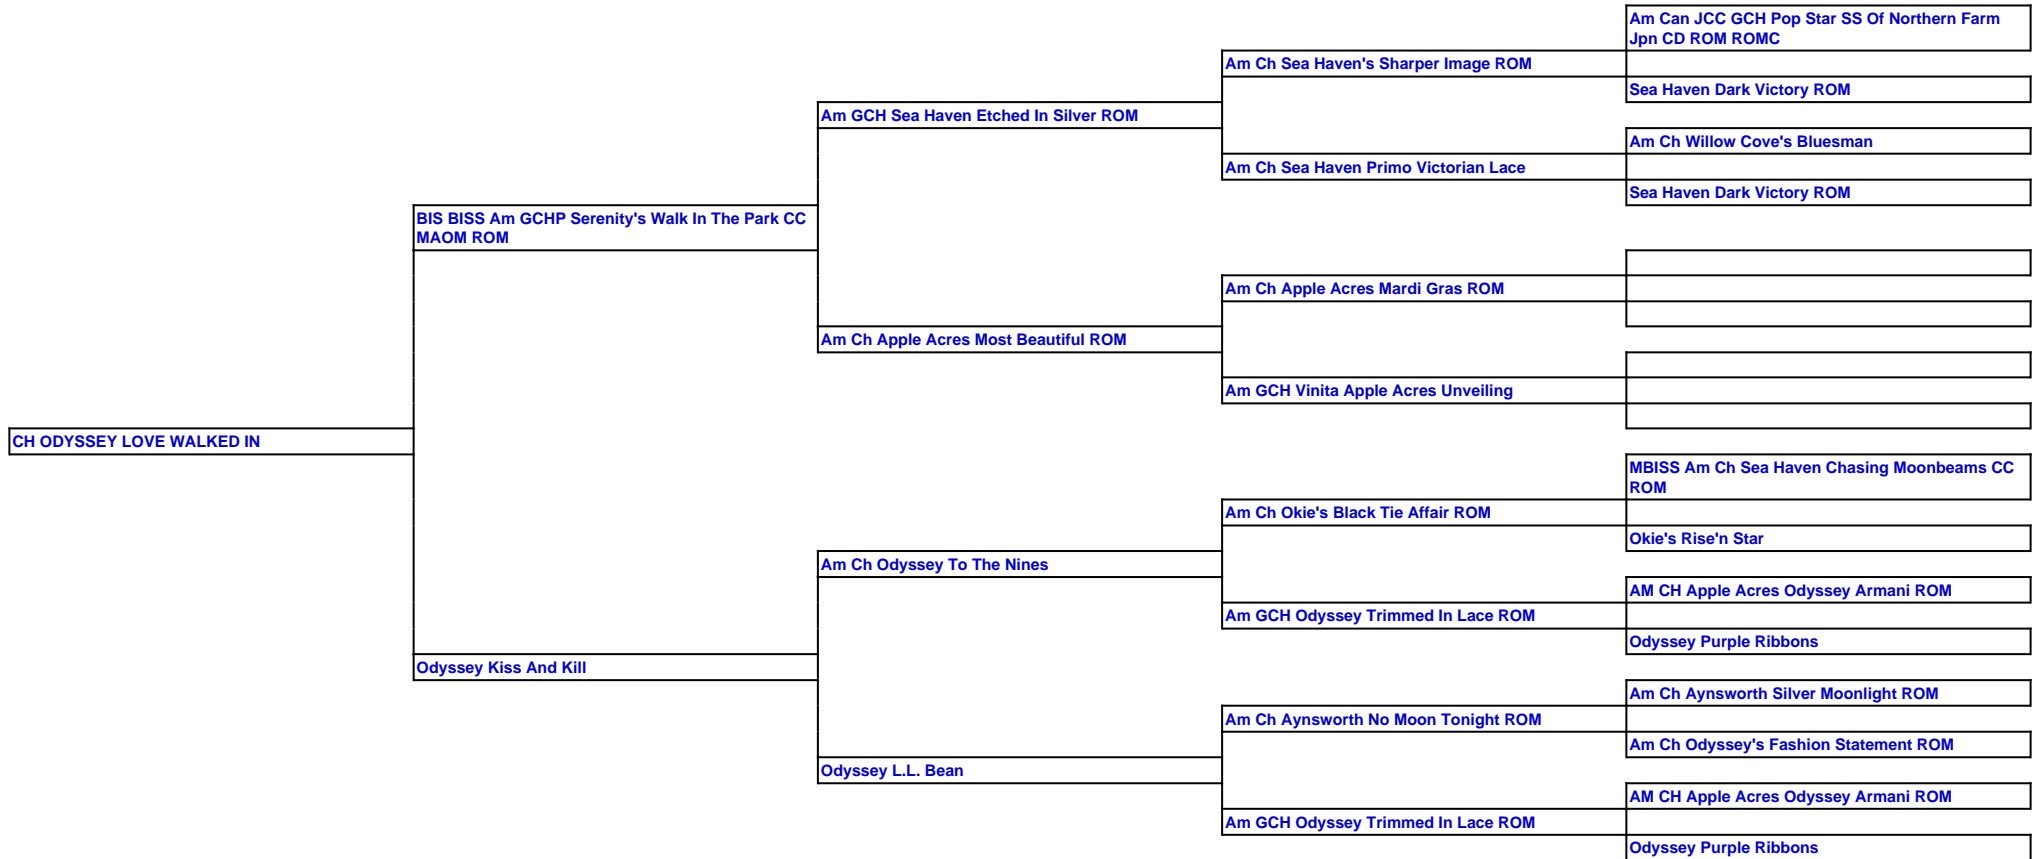 Am Can JCC GCH Pop Star SS Of Northern Farm
Jpn CD ROM ROMC
Am Ch Sea Haven's Sharper Image ROM
Sea Haven Dark Victory ROM
Am GCH Sea Haven Etched In Silver ROM
Am Ch Willow Cove's Bluesman
Am Ch Sea Haven Primo Victorian Lace
Sea Haven Dark Victory ROM
BIS BISS Am GCHP Serenity's Walk In The Park CC
MAOM ROM
Am Ch Apple Acres Mardi Gras ROM
Am Ch Apple Acres Most Beautiful ROM
Am GCH Vinita Apple Acres Unveiling
CH ODYSSEY LOVE WALKED IN
MBISS Am Ch Sea Haven Chasing Moonbeams CC
ROM
Am Ch Okie's Black Tie Affair ROM
Okie's Rise'n Star
Am Ch Odyssey To The Nines
AM CH Apple Acres Odyssey Armani ROM
Am GCH Odyssey Trimmed In Lace ROM
Odyssey Purple Ribbons
Odyssey Kiss And Kill
Am Ch Aynsworth Silver Moonlight ROM
Am Ch Aynsworth No Moon Tonight ROM
Am Ch Odyssey's Fashion Statement ROM
Odyssey L.L. Bean
AM CH Apple Acres Odyssey Armani ROM
Am GCH Odyssey Trimmed In Lace ROM
Odyssey Purple Ribbons